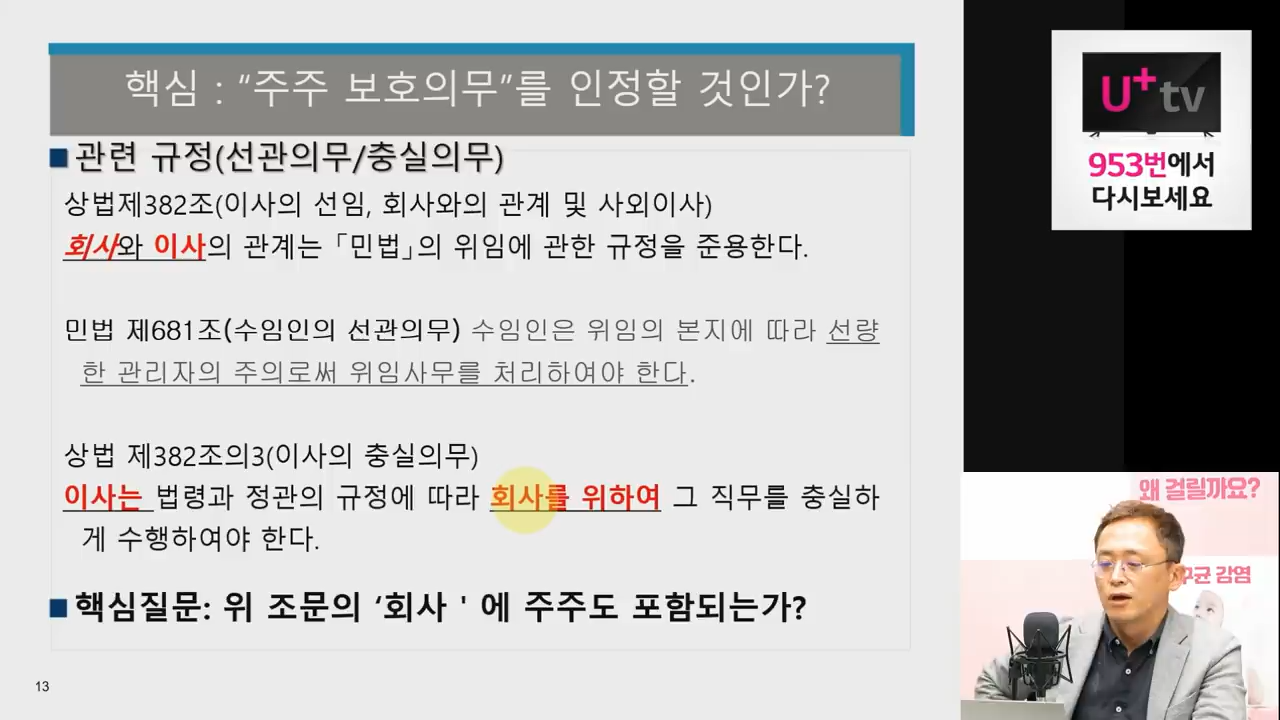 핵심 : “주주 보호의무”를 인정할 것인가?
관련 규정(선관의무/충실의무)
상법제382조(이사의 선임, 회사와의 관계 및 사외이사)
회사와 이사의 관계는 「민법」의 위임에 관한 규정을 준용한다.
민법 제681조(수임인의 선관의무) 수임인은 위임의 본지에 따라 선량
한 관리자의 주의로써 위임사무를 처리하여야 한다.
상법 제382조의3(이사의 충실의무)
이사는 법령과 정관의 규정에 따라 회사를 위하여 그 직무를 충실하
게 수행하여야 한다.
핵심질문: 위 조문의 ‘회사 ' 에 주주도 포함되는가?
13
U+ tv
953번에서
다시보세요
왜 걸릴까요?
구균 감염